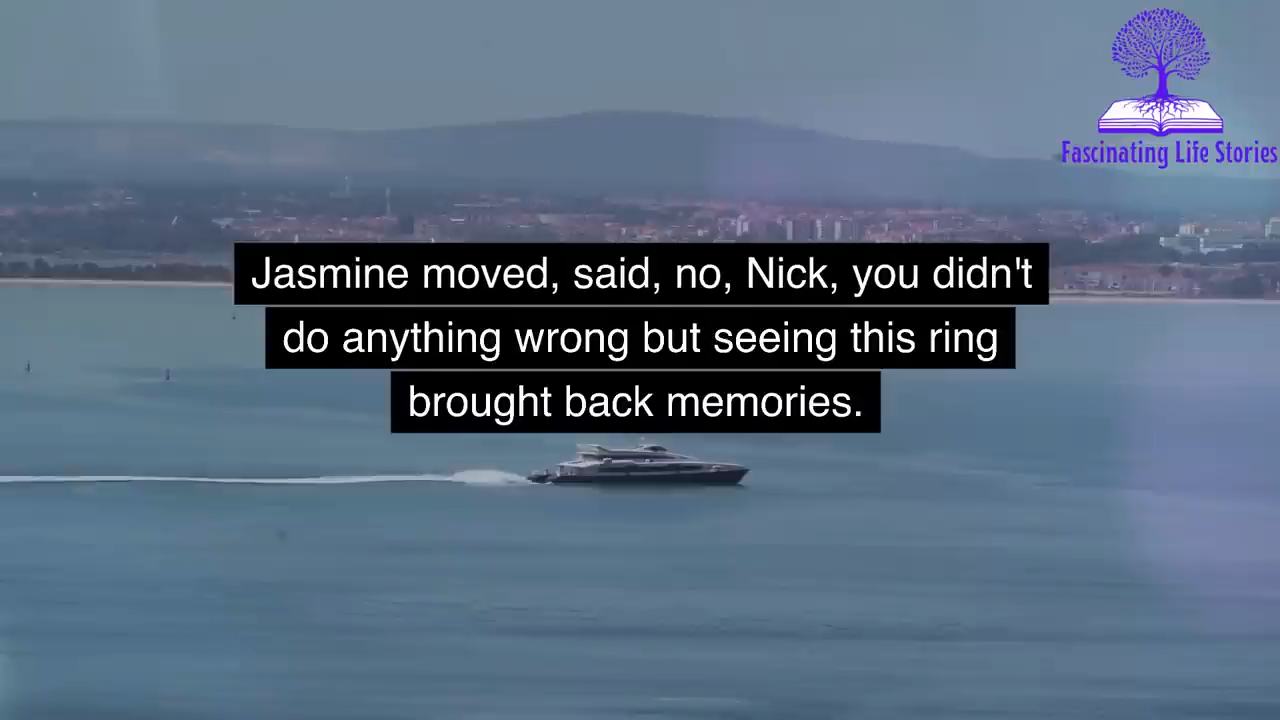 Fascinating Life Stories
Jasmine moved, said, no, Nick, you didn't
do anything wrong but seeing this ring
brought back memories.